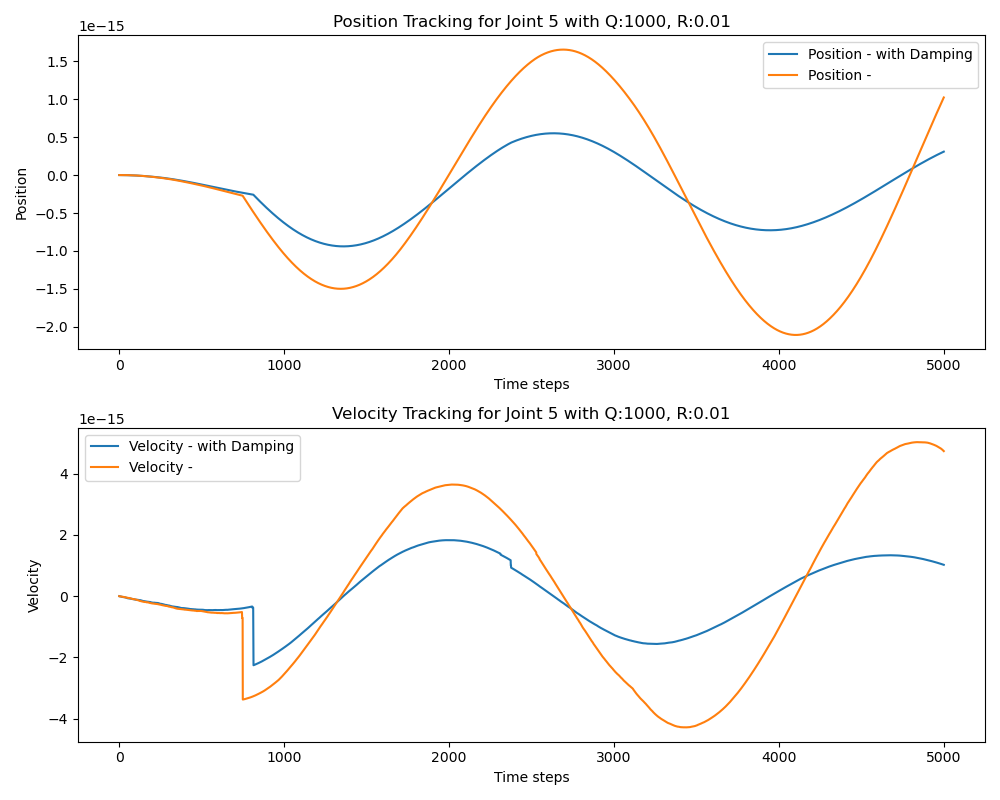 Position Tracking for Joint 5 with Q:1000, R:0.01
1e−15
Position - with Damping
Position -
1.5
1.0
0.5
0.0
−0.5
−1.0
−1.5
−2.0
Position
0 1000 2000 3000 4000 5000
Time steps
Velocity Tracking for Joint 5 with Q:1000, R:0.01
1e−15
Velocity - with Damping
Velocity -
4
2
0
−2
−4
Velocity
0 1000 2000 3000 4000 5000
Time steps